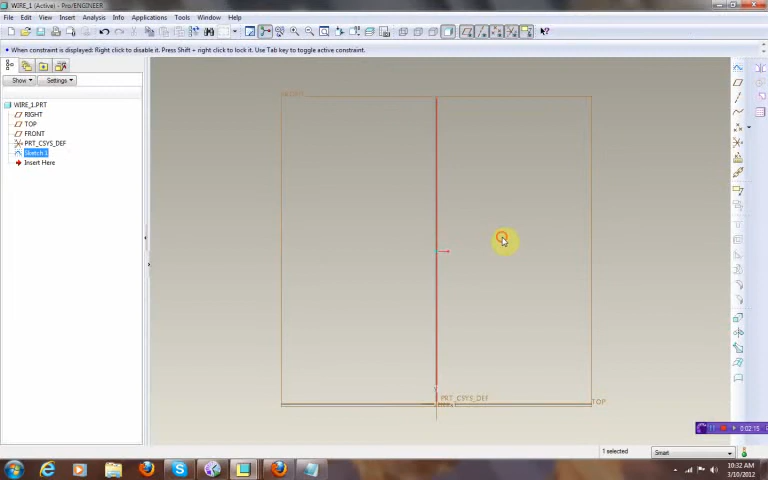 WIRE_1 (Active) - Pro/ENGINEER
File Edit View Insert Analysis Info Applications Tools Window Help
When constraint is displayed: Right click to disable it. Press Shift + right click to lock it. Use Tab key to toggle active constraint.
Show Settings
WIRE_1.PRT
RIGHT
TOP
FRONT
PRT_CSYS_DEF
Sketch 1
Insert Here
PRT_CSYS_DEF
TOP
0:02:15
1 selected
Smart
10:32 AM
3/10/2012